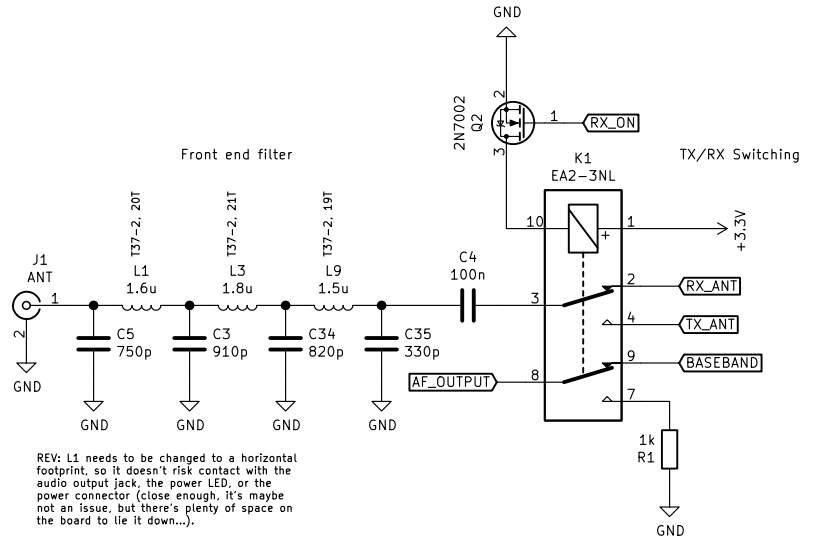 GND
2
2N7002
Q2
1
RX_ON
3
Front end filter
K1
EA2-3NL
TX/RX Switching
T37-2, 20T
T37-2, 21T
T37-2, 19T
10
1
+
+3.3V
J1
ANT
L1
1.6u
L3
1.8u
L9
1.5u
C4
100n
1
3
2
RX_ANT
4
TX_ANT
2
GND
C5
750p
C3
910p
C34
820p
C35
330p
9
BASEBAND
AF_OUTPUT
8
7
GND
GND
GND
GND
1k
R1
GND
REV: L1 needs to be changed to a horizontal
footprint, so it doesn't risk contact with the
audio output jack, the power LED, or the
power connector (close enough, it's maybe
not an issue, but there's plenty of space on
the board to lie it down...).